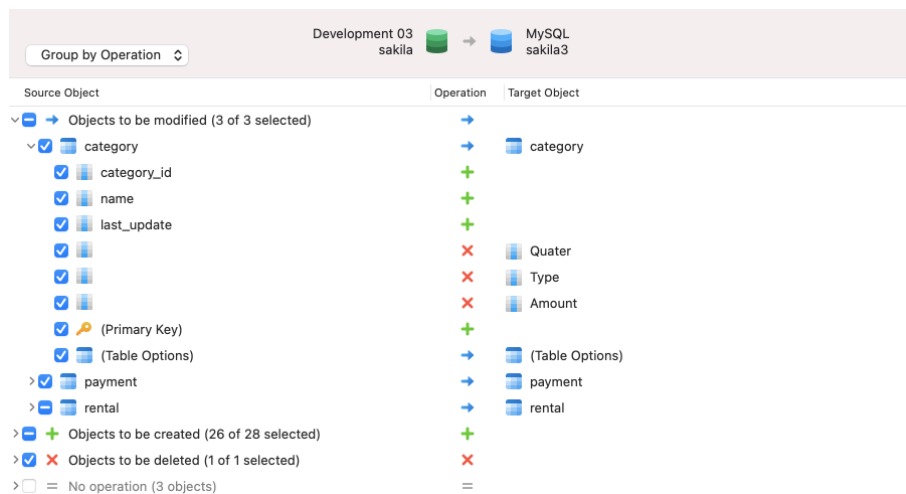 Group by Operation
Development 03
sakila
MySQL
sakila3
Source Object Operation Target Object
Objects to be modified (3 of 3 selected)
category category
category_id
name
last_update
Quater
Type
Amount
(Primary Key)
(Table Options) (Table Options)
payment payment
rental rental
Objects to be created (26 of 28 selected)
Objects to be deleted (1 of 1 selected)
No operation (3 objects)